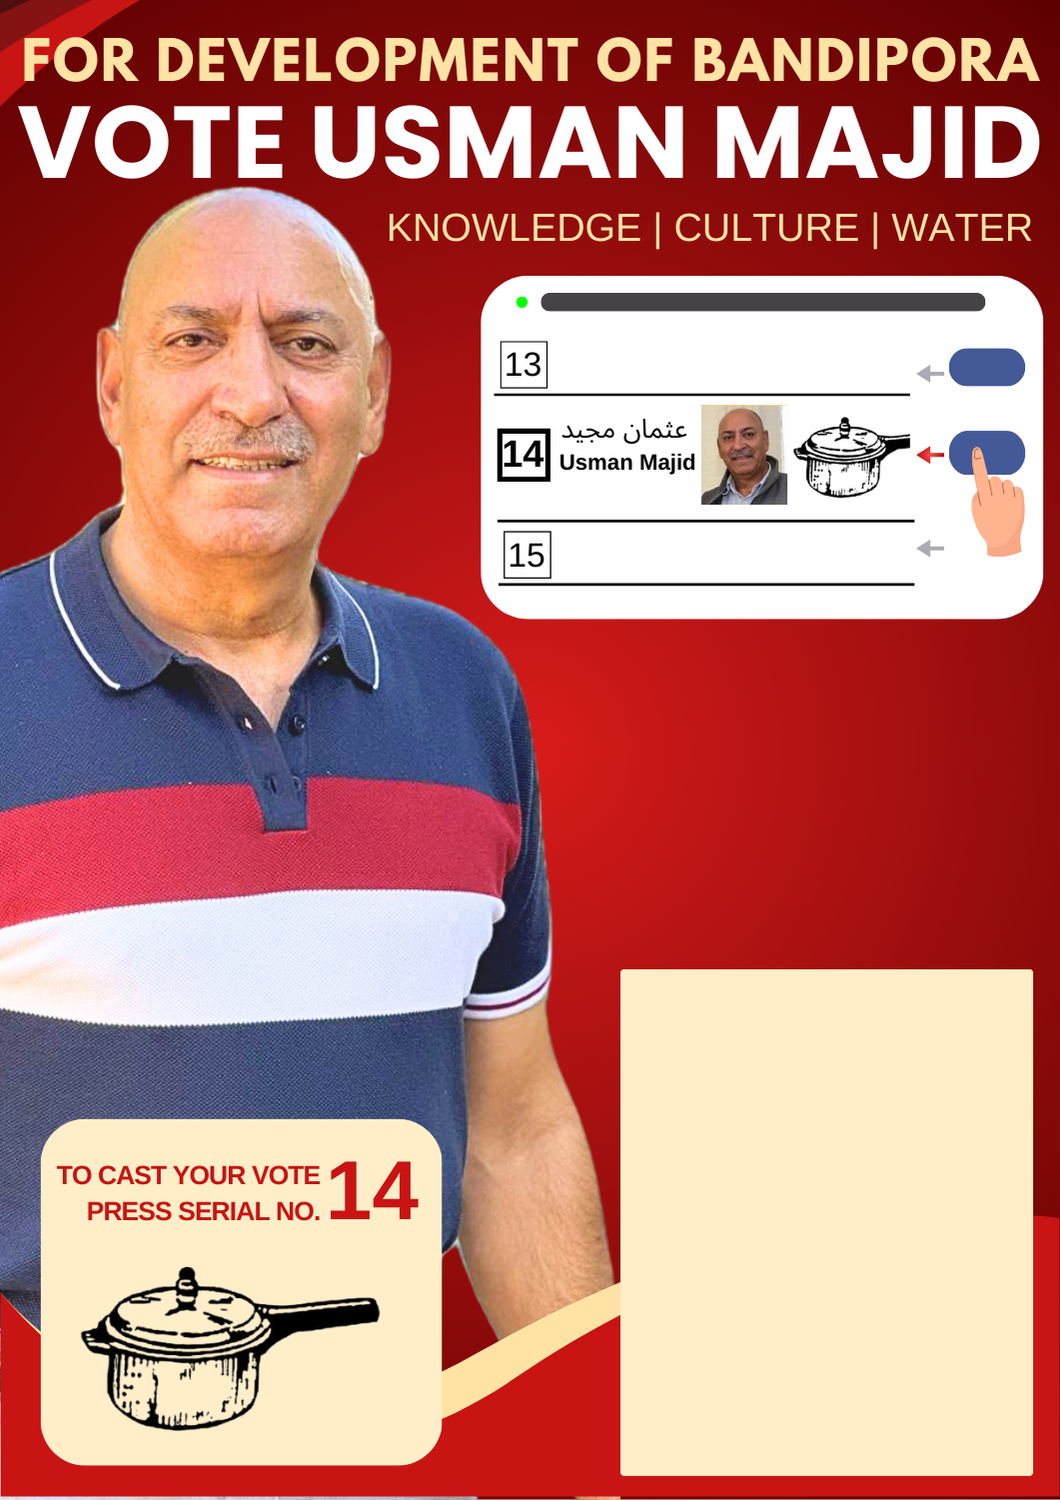 FOR DEVELOPMENT OF BANDIPORA
VOTE USMAN MAJID
KNOWLEDGE | CULTURE | WATER
13
14
عثمان مجید
Usman Majid
15
TO CAST YOUR VOTE
PRESS SERIAL NO. 14